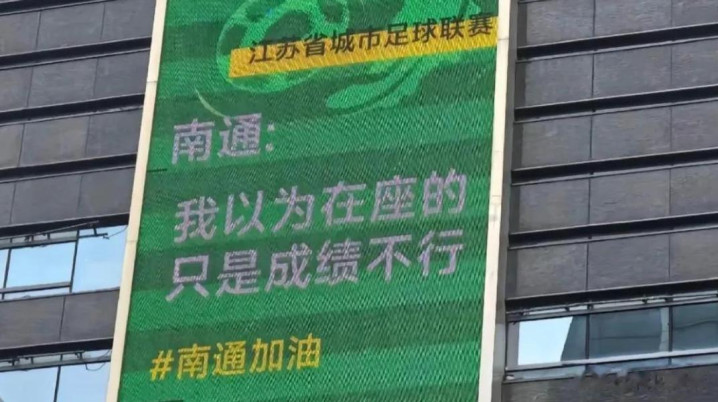 江苏省城市足球联赛
南通:
我以为在座的
只是成绩不行
#南通加油